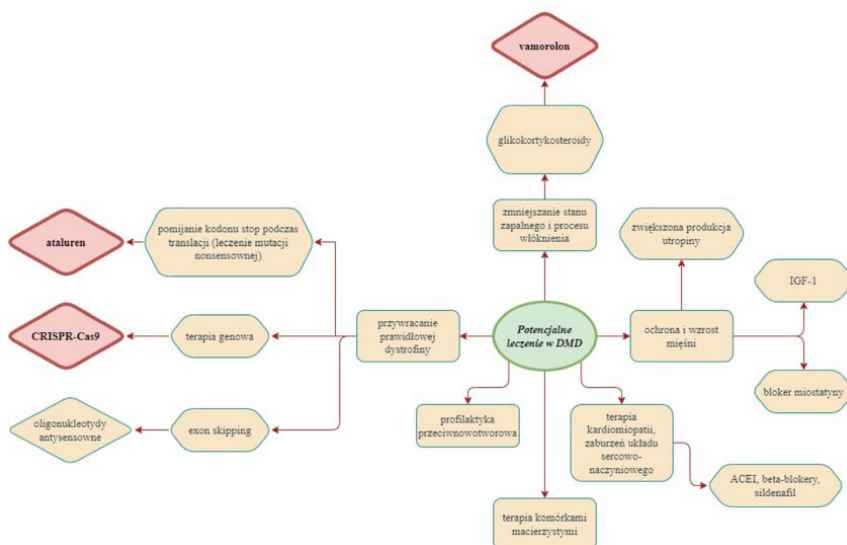 vamorolon
glikokortykosteroidy
zmniejszanie stanu
zapalnego i procesu
włóknienia
zwiększona produkcja
utropiny
pomijanie kodonu stop podczas
translacji (leczenie mutacji
nonsensownej)
ataluren
IGF-1
CRISPR-Cas9
terapia genowa
przywracanie
prawidłowej
dystrofiny
Potencjalne
leczenie w DMD
ochrona i wzrost
mięśni
bloker miostatyny
oligonukleotydy
antysensowne
exon skipping
profilaktyka
przeciwnowotworowa
terapia
kardiomiopatii,
zaburzeń układu
sercowo-
naczyniowego
ACEI, beta-blokery,
sildenafil
terapia komórkami
macierzystymi